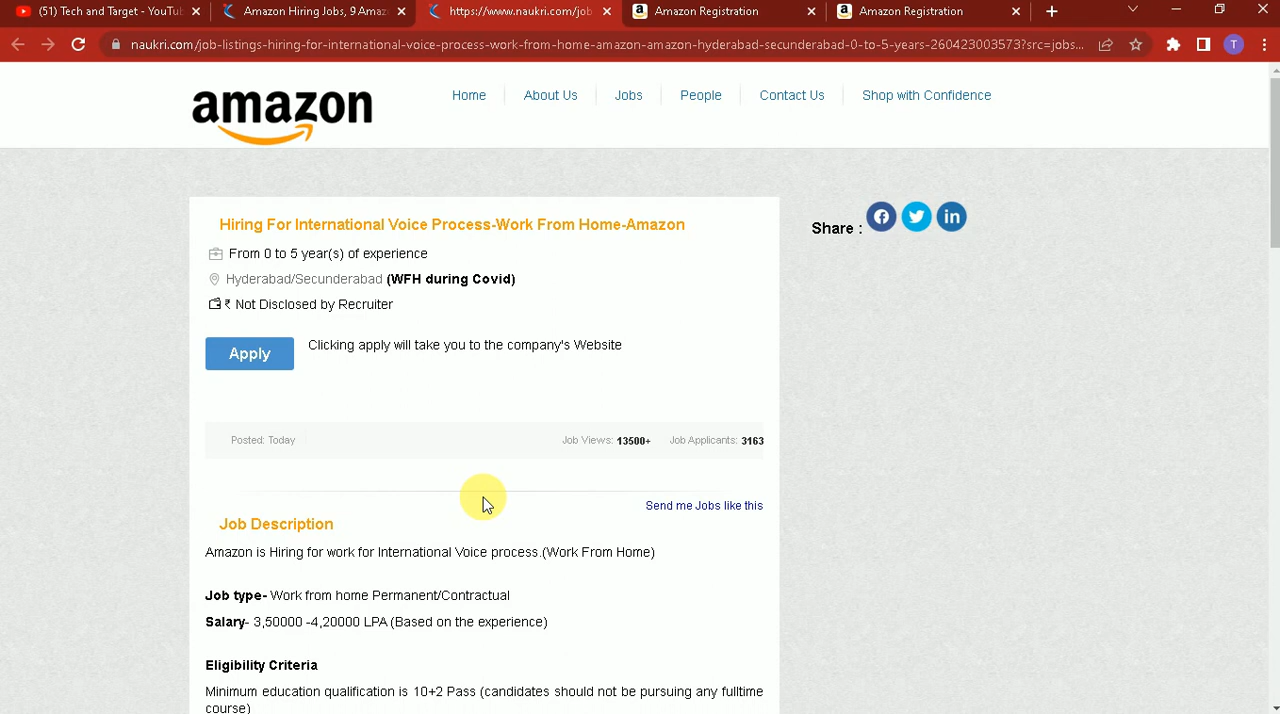 (51) Tech and Target - YouTu
Amazon Hiring Jobs, 9 Amaz
https://www.naukri.com/job
Amazon Registration
Amazon Registration
naukri.com/job-listings-hiring-for-international-voice-process-work-from-home-amazon-amazon-hyderabad-secunderabad-0-to-5-years-260423003573?src=jobs...
T
amazon
Home
About Us
Jobs
People
Contact Us
Shop with Confidence
Hiring For International Voice Process-Work From Home-Amazon
Share :
From 0 to 5 year(s) of experience
Hyderabad/Secunderabad (WFH during Covid)
₹ Not Disclosed by Recruiter
Apply
Clicking apply will take you to the company's Website
Posted: Today
Job Views: 13500+
Job Applicants: 3163
Send me Jobs like this
Job Description
Amazon is Hiring for work for International Voice process.(Work From Home)
Job type- Work from home Permanent/Contractual
Salary- 3,50000 -4,20000 LPA (Based on the experience)
Eligibility Criteria
Minimum education qualification is 10+2 Pass (candidates should not be pursuing any fulltime
course)